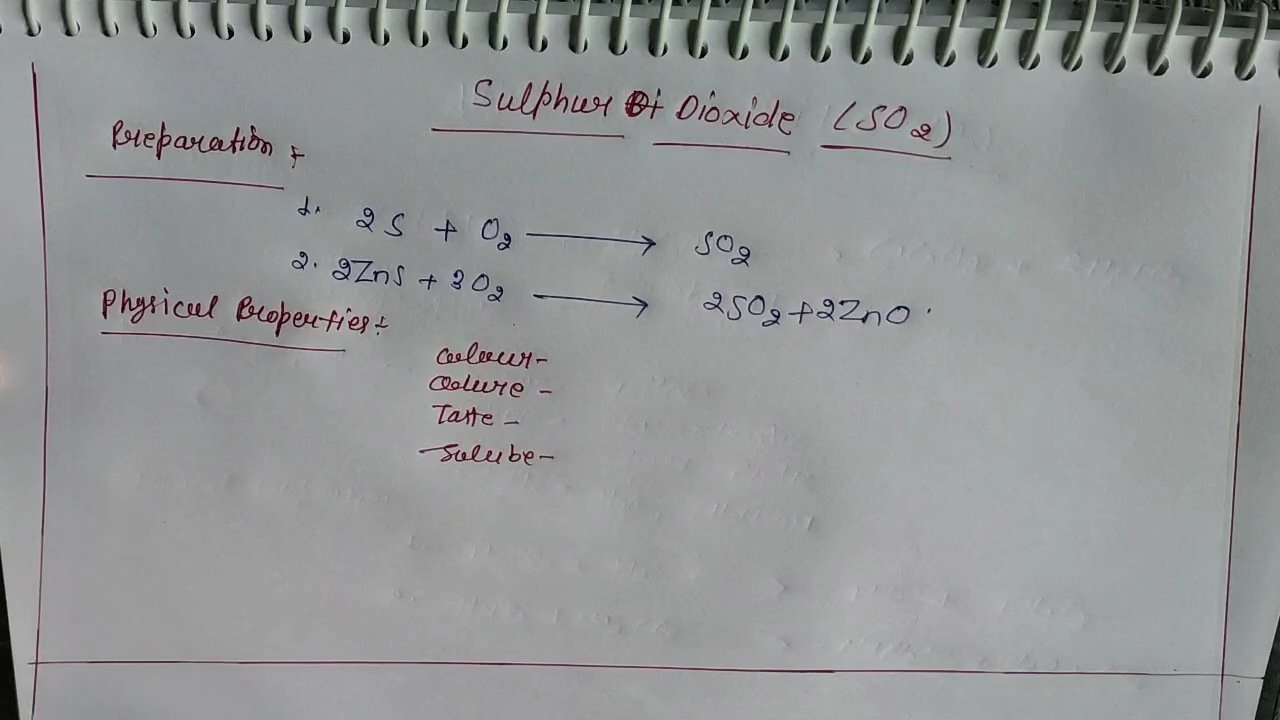 Sulphur Di Dioxide (SO₂)
Preparation :
1. 2S + O₂ → SO₂
2. 2ZnS + 3O₂ → 2SO₂ + 2ZnO.
Physical Properties :
Colour-
Odure -
Taste -
Solube -